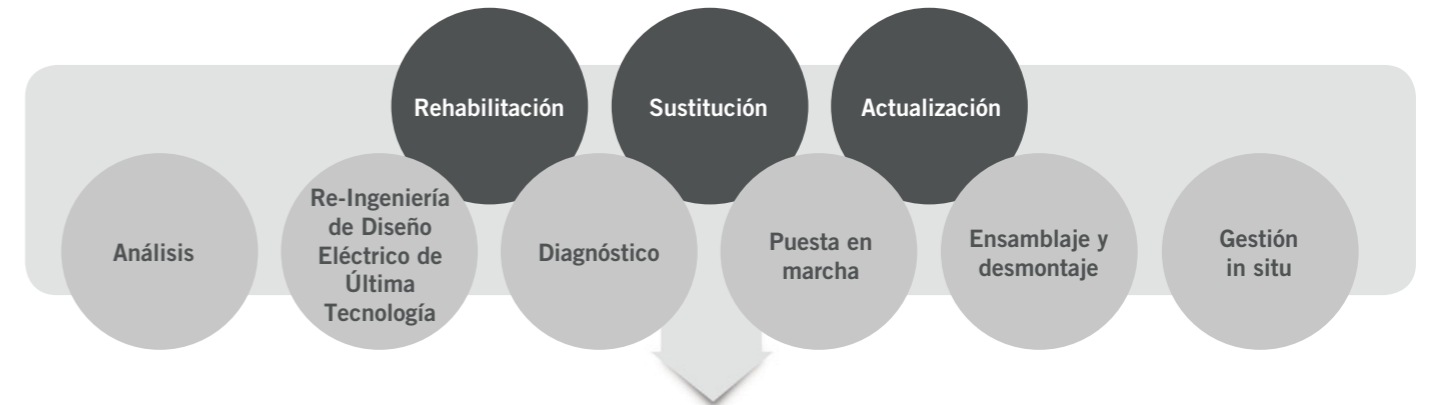 Rehabilitación
Sustitución
Actualización
Análisis
Re-Ingeniería
de Diseño
Eléctrico de
Última
Tecnología
Diagnóstico
Puesta en
marcha
Ensamblaje y
desmontaje
Gestión
in situ